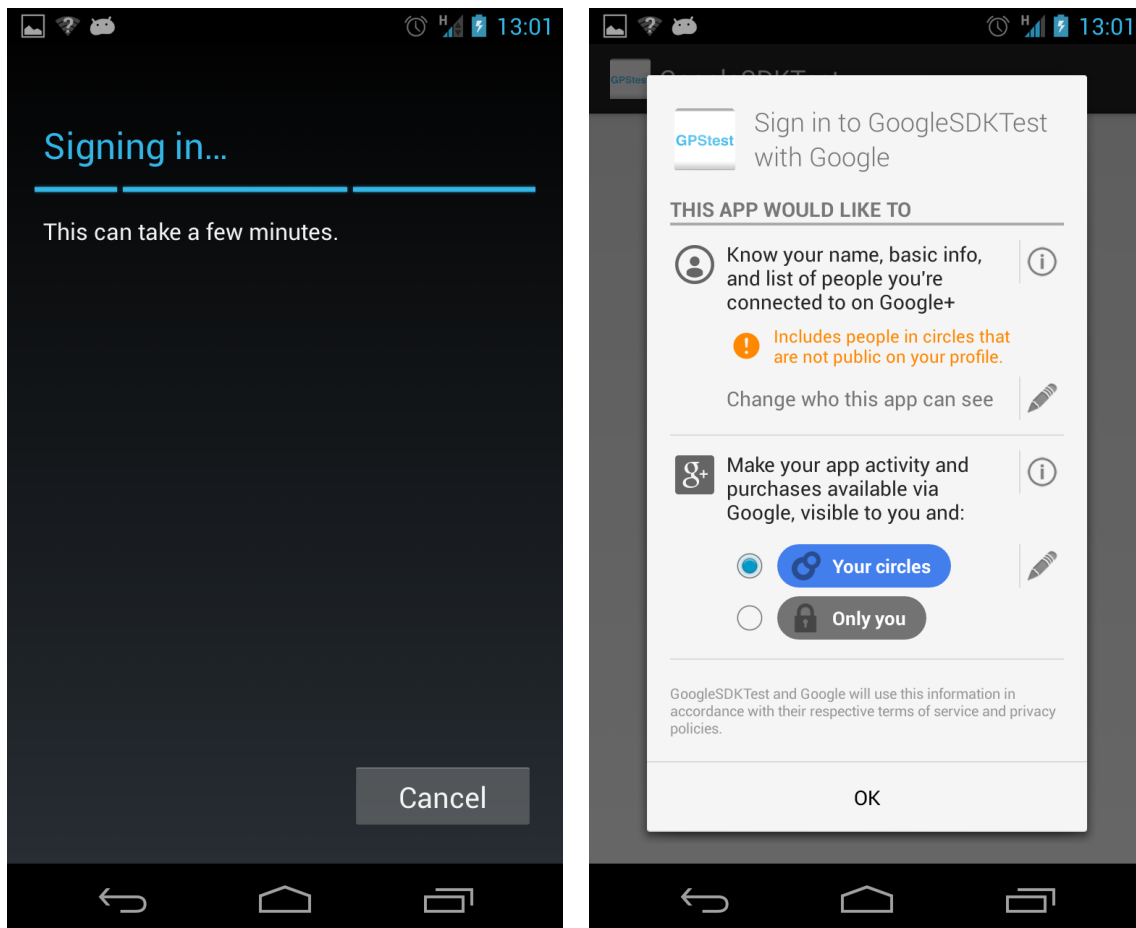 H 13:01
Signing in...
This can take a few minutes.
Cancel
H 13:01
GPStest
GoogleSDKTest
GPStest
Sign in to GoogleSDKTest
with Google
THIS APP WOULD LIKE TO
Know your name, basic info,
and list of people you're
connected to on Google+
Includes people in circles that
are not public on your profile.
Change who this app can see
g+
Make your app activity and
purchases available via
Google, visible to you and:
Your circles
Only you
GoogleSDKTest and Google will use this information in
accordance with their respective terms of service and privacy
policies.
OK